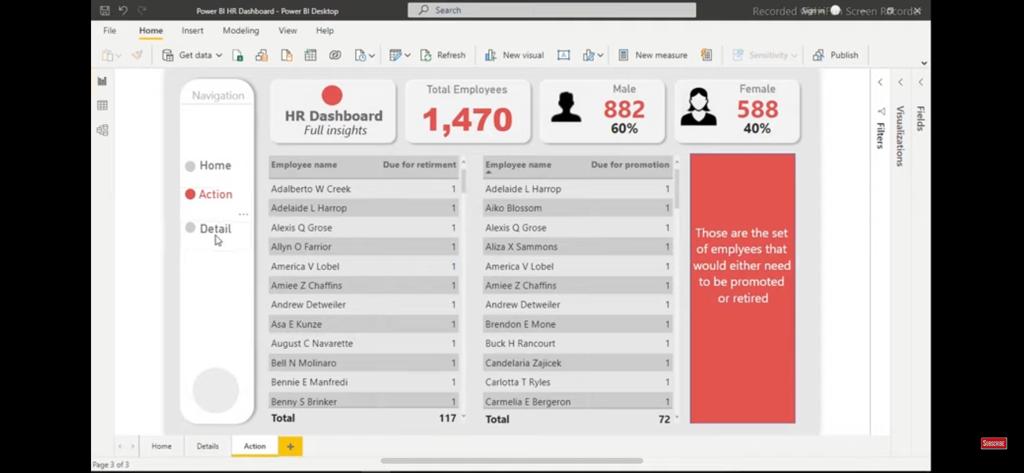 Power BI HR Dashboard - Power BI Desktop
Search
Recorded
Screen Recorder
File
Home
Insert
Modeling
View
Help
Get data
Refresh
New visual
New measure
Sensitivity
Publish
Navigation
Home
Action
...
Detail
HR Dashboard
Full insights
Total Employees
1,470
Male
882
60%
Female
588
40%
Employee name Due for retirment
Adalberto W Creek 1
Adelaide L Harrop 1
Alexis Q Grose 1
Allyn O Farrior 1
America V Lobel 1
Amiee Z Chaffins 1
Andrew Detweiler 1
Asa E Kunze 1
August C Navarette 1
Bell N Molinaro 1
Bennie E Manfredi 1
Benny S Brinker 1
Total 117
Employee name Due for promotion
Adelaide L Harrop 1
Aiko Blossom 1
Alexis Q Grose 1
Aliza X Sammons 1
America V Lobel 1
Amiee Z Chaffins 1
Andrew Detweiler 1
Brendon E Mone 1
Buck H Rancourt 1
Candelaria Zajicek 1
Carlotta T Ryles 1
Carmelia E Bergeron 1
Total 72
Those are the set
of emplyees that
would either need
to be promoted
or retired
Filters
Visualizations
Fields
Home
Details
Action
Page 3 of 3
SUBSCRIBE